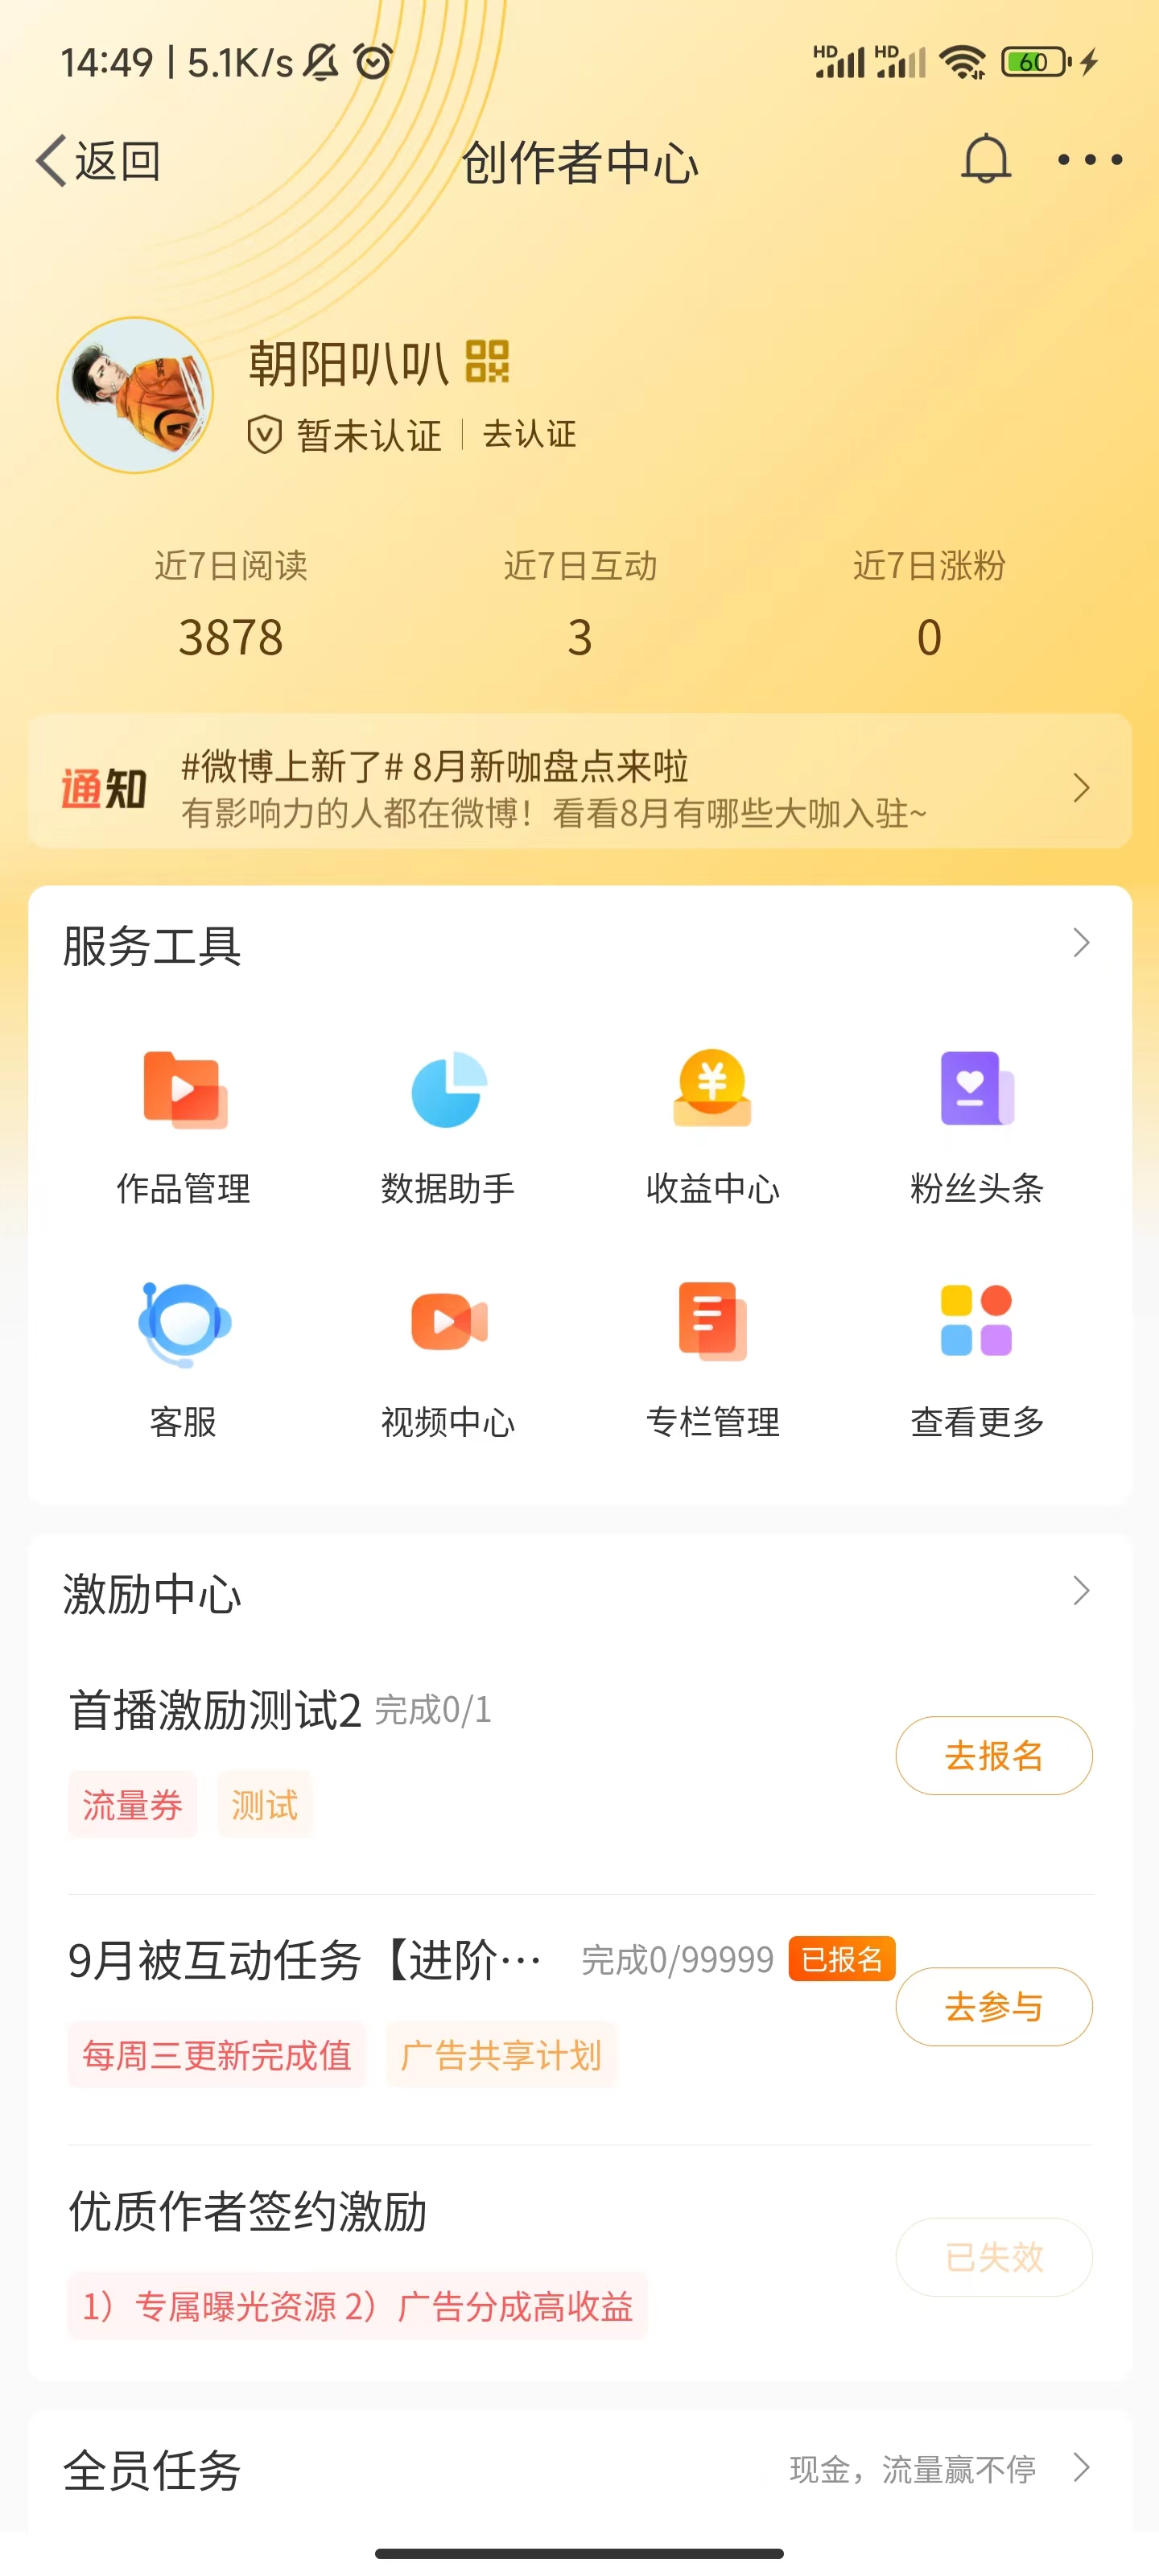 14:49 | 5.1K/s HD HD 60
返回 创作者中心
朝阳叭叭
暂未认证 | 去认证
近7日阅读 近7日互动 近7日涨粉
3878 3 0
通知
#微博上新了# 8月新咖盘点来啦
有影响力的人都在微博！看看8月有哪些大咖入驻~
服务工具
作品管理 数据助手 收益中心 粉丝头条
客服 视频中心 专栏管理 查看更多
激励中心
首播激励测试2 完成0/1
去报名
流量券 测试
9月被互动任务【进阶… 完成0/99999 已报名
去参与
每周三更新完成值 广告共享计划
优质作者签约激励
已失效
1）专属曝光资源 2）广告分成高收益
全员任务 现金，流量赢不停